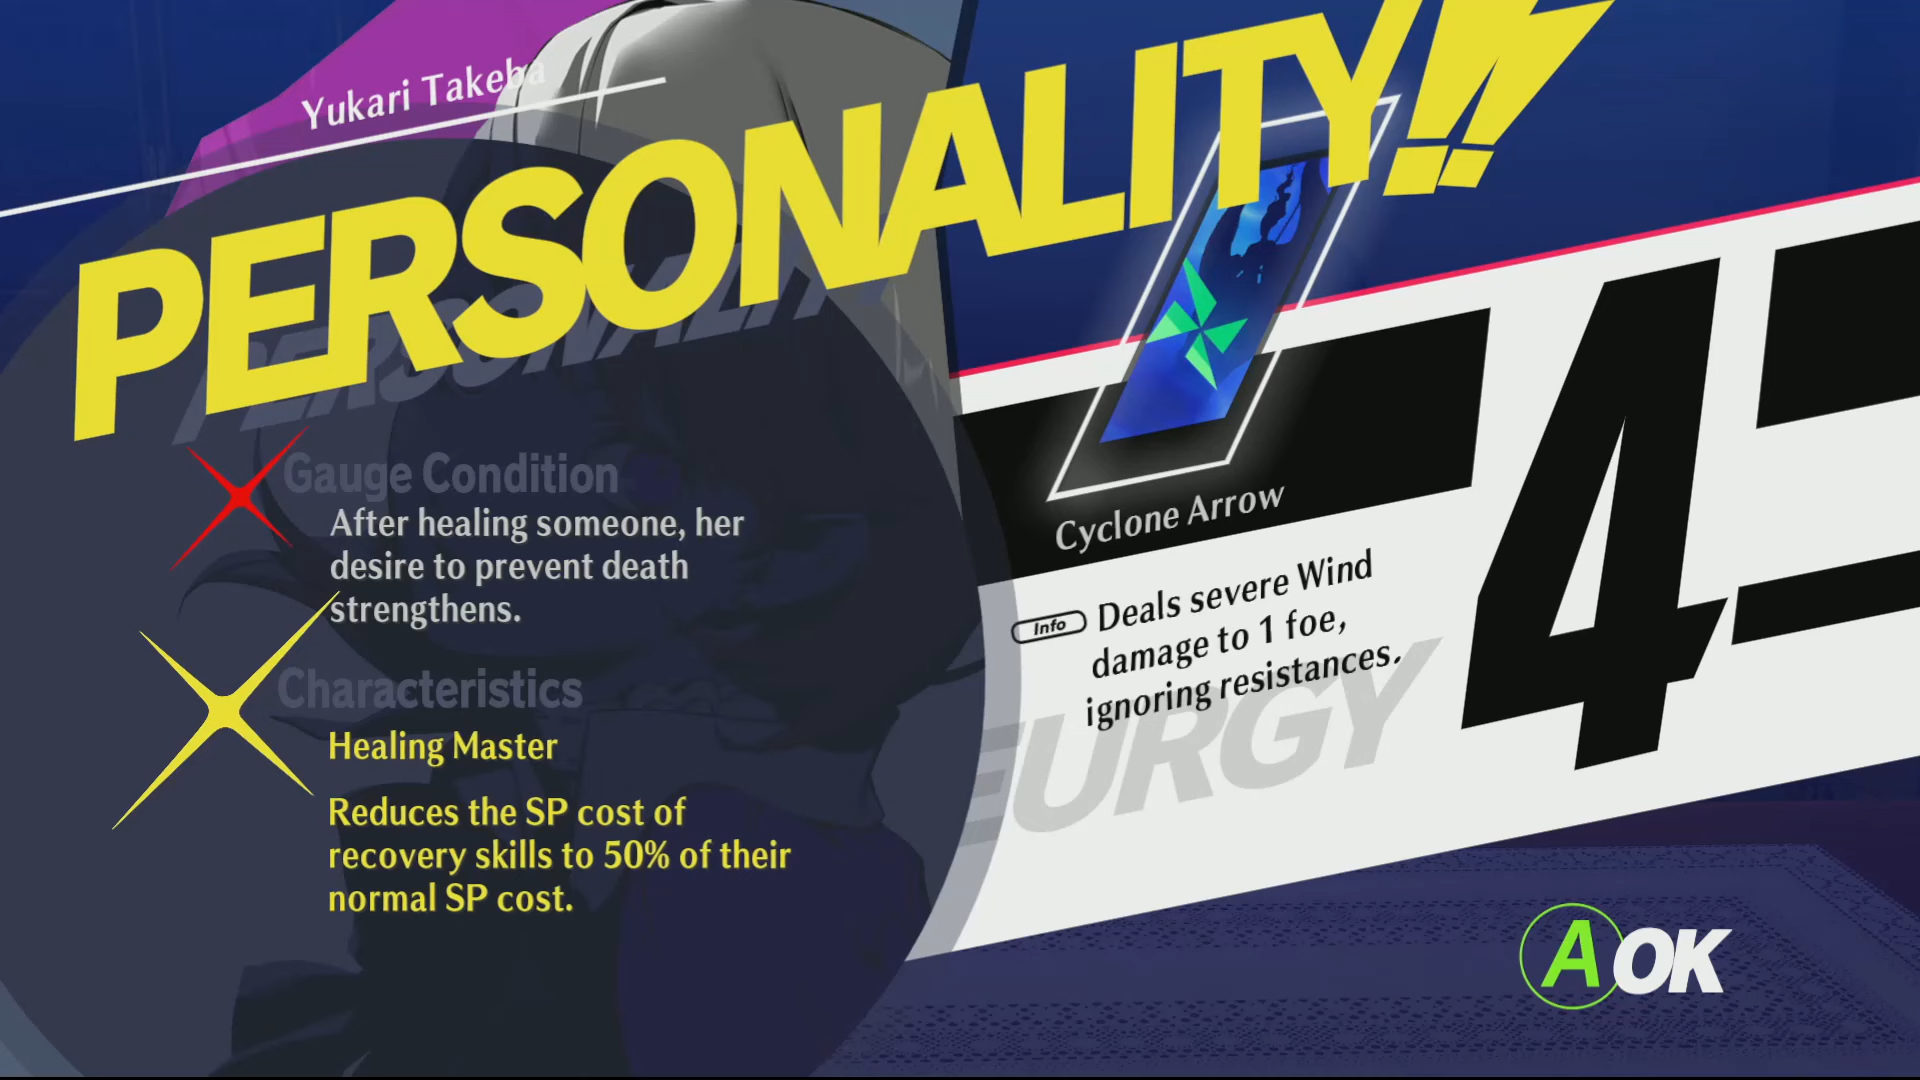 Yukari Takeba
PERSONALITY!!
PERSONALIT
Gauge Condition
After healing someone, her
desire to prevent death
strengthens.
Characteristics
Healing Master
Reduces the SP cost of
recovery skills to 50% of their
normal SP cost.
Cyclone Arrow
Info
Deals severe Wind
damage to 1 foe,
ignoring resistances.
EURGY
4
A OK